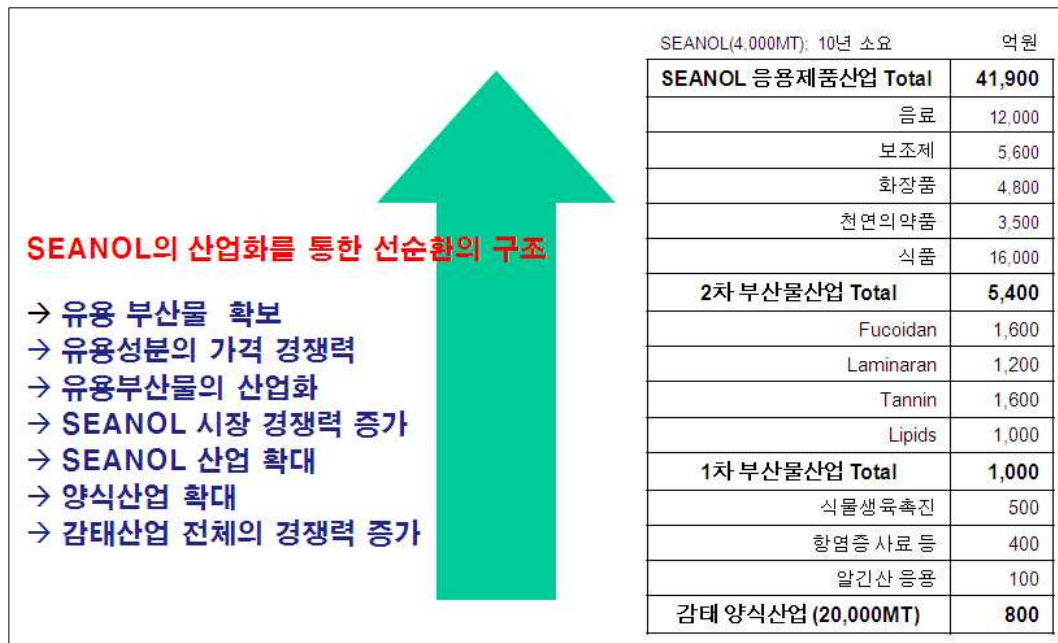 SEANOL의 산업화를 통한 선순환의 구조
→ 유용 부산물 확보
→ 유용성분의 가격 경쟁력
→ 유용부산물의 산업화
→ SEANOL 시장 경쟁력 증가
→ SEANOL 산업 확대
→ 양식산업 확대
→ 감태산업 전체의 경쟁력 증가
SEANOL(4,000MT); 10년 소요 억원
SEANOL 응용제품산업 Total 41,900
음료 12,000
보조제 5,600
화장품 4,800
천연의약품 3,500
식품 16,000
2차 부산물산업 Total 5,400
Fucoidan 1,600
Laminaran 1,200
Tannin 1,600
Lipids 1,000
1차 부산물산업 Total 1,000
식물생육촉진 500
항염증 사료 등 400
알긴산 응용 100
감태 양식산업 (20,000MT) 800